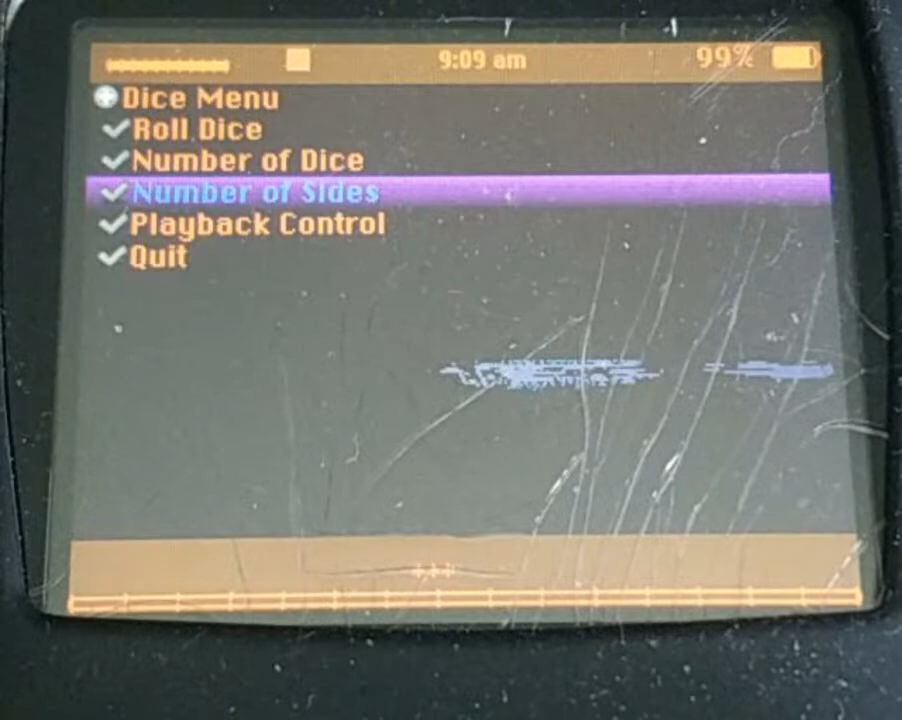 9:09 am 99%
Dice Menu
Roll Dice
Number of Dice
Number of Sides
Playback Control
Quit